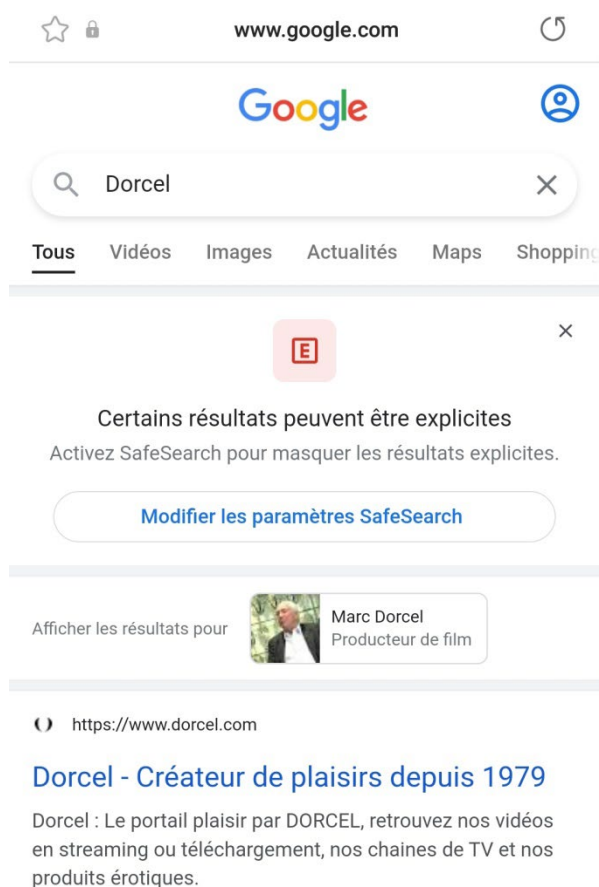 www.google.com
Google
Dorcel
Tous Vidéos Images Actualités Maps Shopping
E
Certains résultats peuvent être explicites
Activez SafeSearch pour masquer les résultats explicites.
Modifier les paramètres SafeSearch
Afficher les résultats pour
Marc Dorcel
Producteur de film
https://www.dorcel.com
Dorcel - Créateur de plaisirs depuis 1979
Dorcel : Le portail plaisir par DORCEL, retrouvez nos vidéos
en streaming ou téléchargement, nos chaines de TV et nos
produits érotiques.